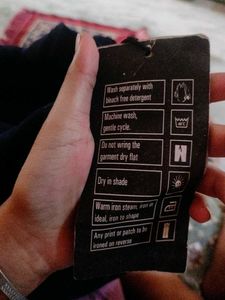 Wash separately with
bleach free detergent
Machine wash,
gentle cycle.
Do not wring the
garment dry flat
Dry in shade
Warm iron steam, iron or
ideal, iron to shape
Any print or patch to be
ironed on reverse